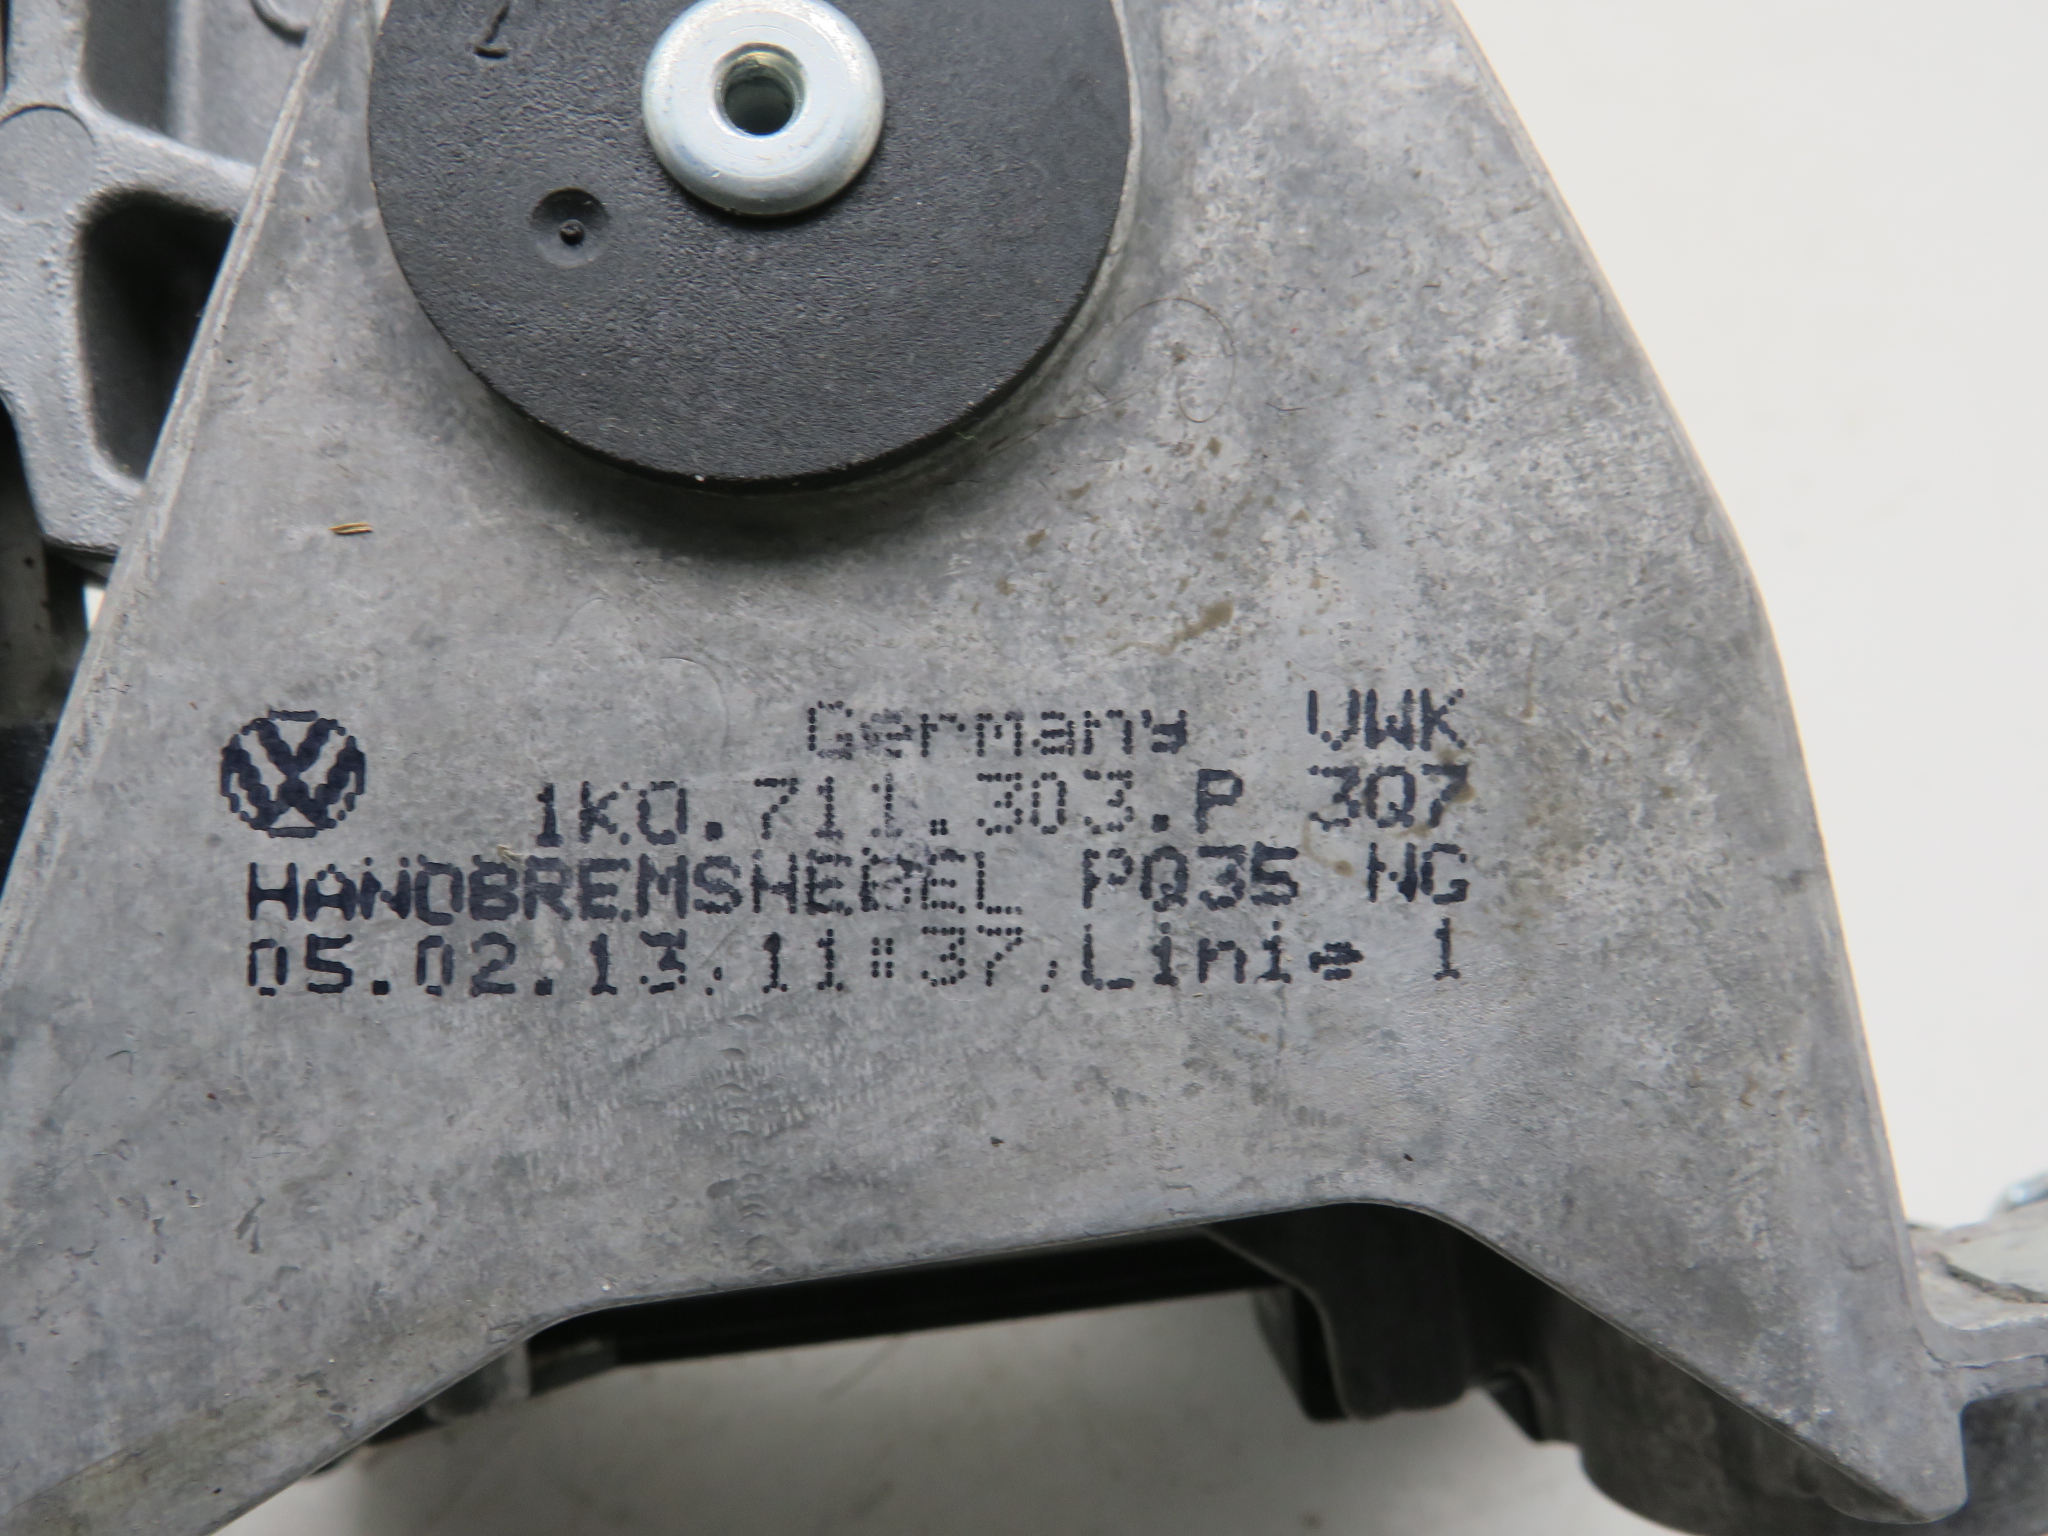 Germany VWK
1K0.711.303.P 3Q7
HANDBREMSHEBEL PQ35 NG
05.02.13,11:37,Linie 1